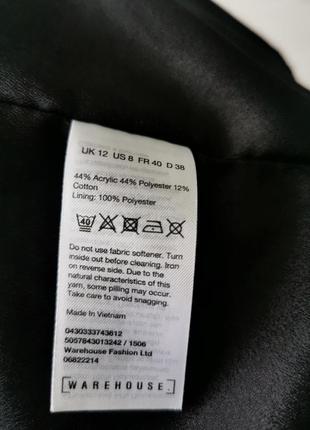 UK 12 US 8 FR 40 D 38
44% Acrylic 44% Polyester 12%
Cotton
Lining: 100% Polyester
40
Do not use fabric softener. Turn
inside out before cleaning. Iron
on reverse side. Due to the
natural characteristics of this
yarn, some pilling may occur.
Take care to avoid snagging.
Made in Vietnam
0430333743612
5057843013242 / 1506
Warehouse Fashion Ltd
06822214
[WAREHOUSE.]